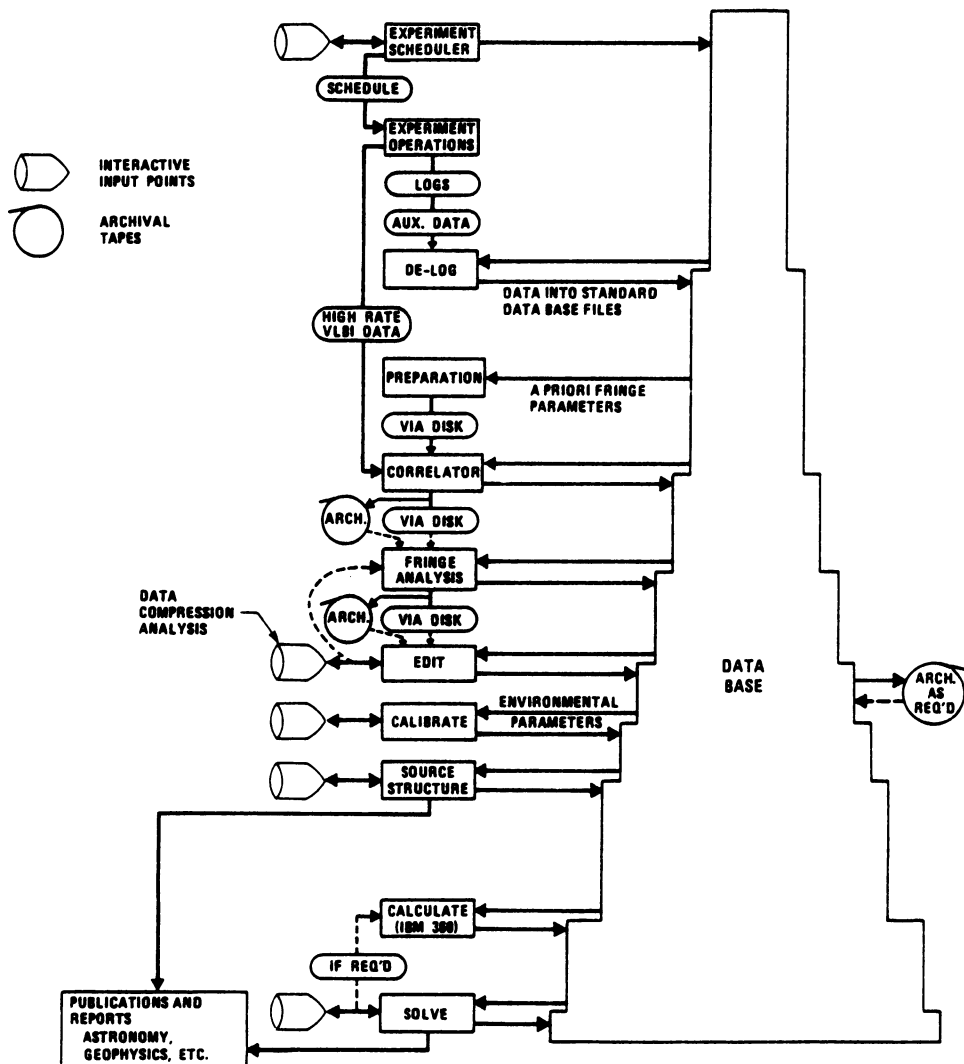 EXPERIMENT
SCHEDULER
SCHEDULE
EXPERIMENT
OPERATIONS
INTERACTIVE
INPUT POINTS
LOGS
ARCHIVAL
TAPES
AUX. DATA
DE-LOG
DATA INTO STANDARD
DATA BASE FILES
HIGH RATE
VLBI DATA
PREPARATION
A PRIORI FRINGE
PARAMETERS
VIA DISK
CORRELATOR
ARCH.
VIA DISK
FRINGE
ANALYSIS
DATA
COMPRESSION
ANALYSIS
ARCH.
VIA DISK
EDIT
DATA
BASE
ARCH.
AS
REQ'D
ENVIRONMENTAL
PARAMETERS
CALIBRATE
SOURCE
STRUCTURE
CALCULATE
(IBM 360)
IF REQ'D
PUBLICATIONS AND
REPORTS
ASTRONOMY,
GEOPHYSICS, ETC.
SOLVE